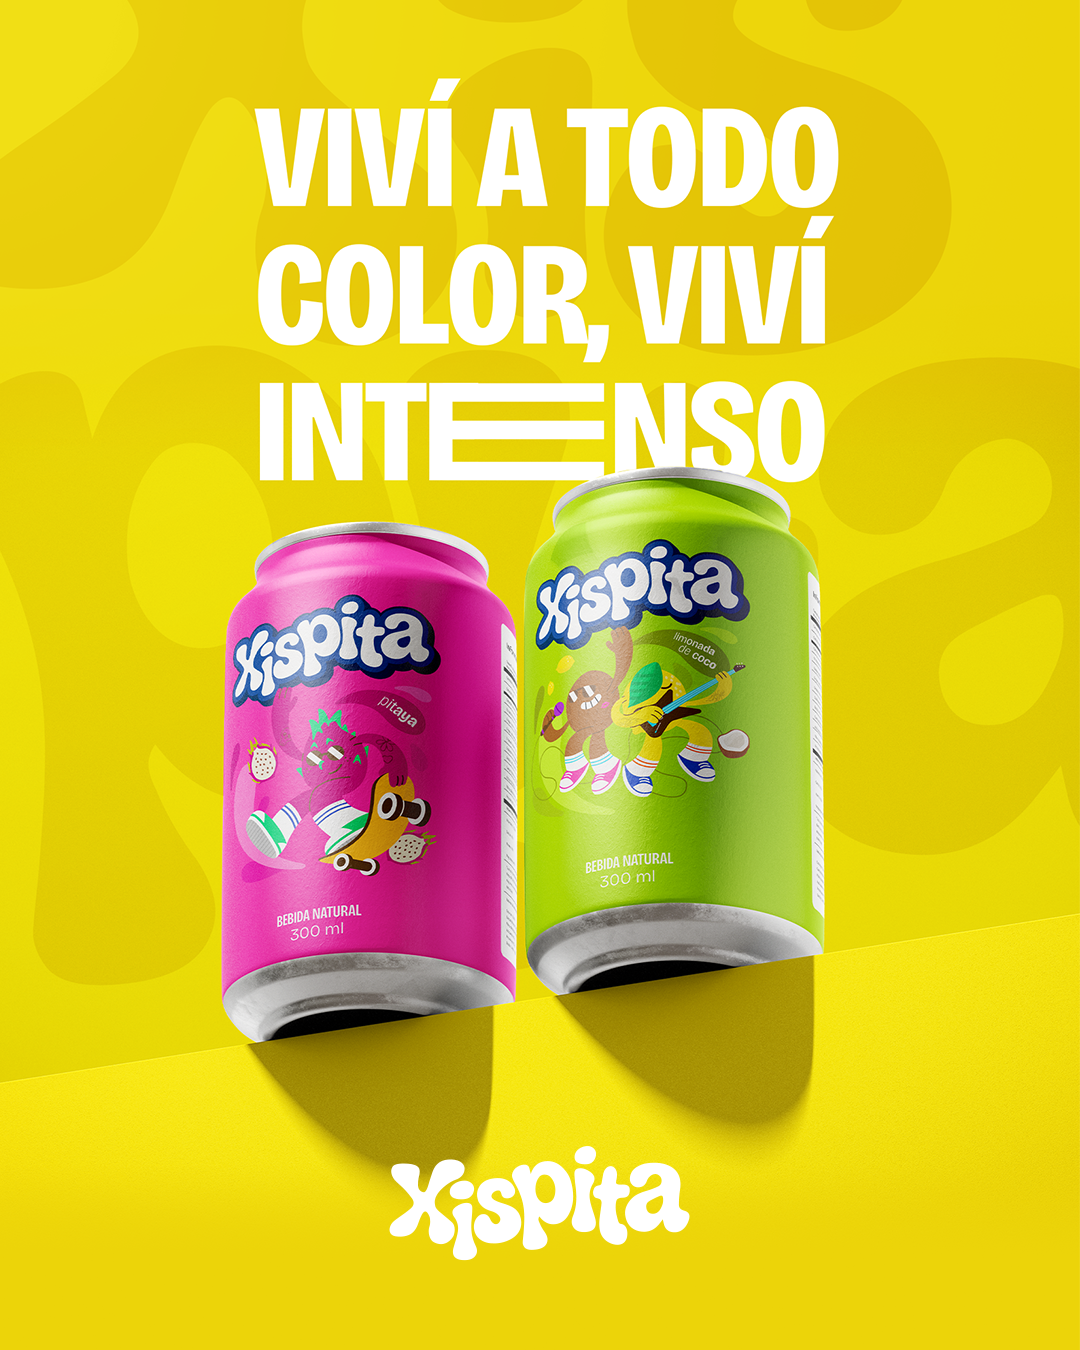 VIVÍ A TODO
COLOR, VIVÍ
INTENSO
Xispita
pitaya
BEBIDA NATURAL
300 ml
Xispita
limonada
de coco
BEBIDA NATURAL
300 ml
Xispita